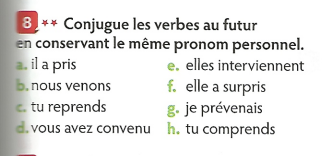 8 ** Conjugue les verbes au futur
en conservant le même pronom personnel.
a. il a pris
b. nous venons
c. tu reprends
d. vous avez convenu
e. elles interviennent
f. elle a surpris
g. je prévenais
h. tu comprends